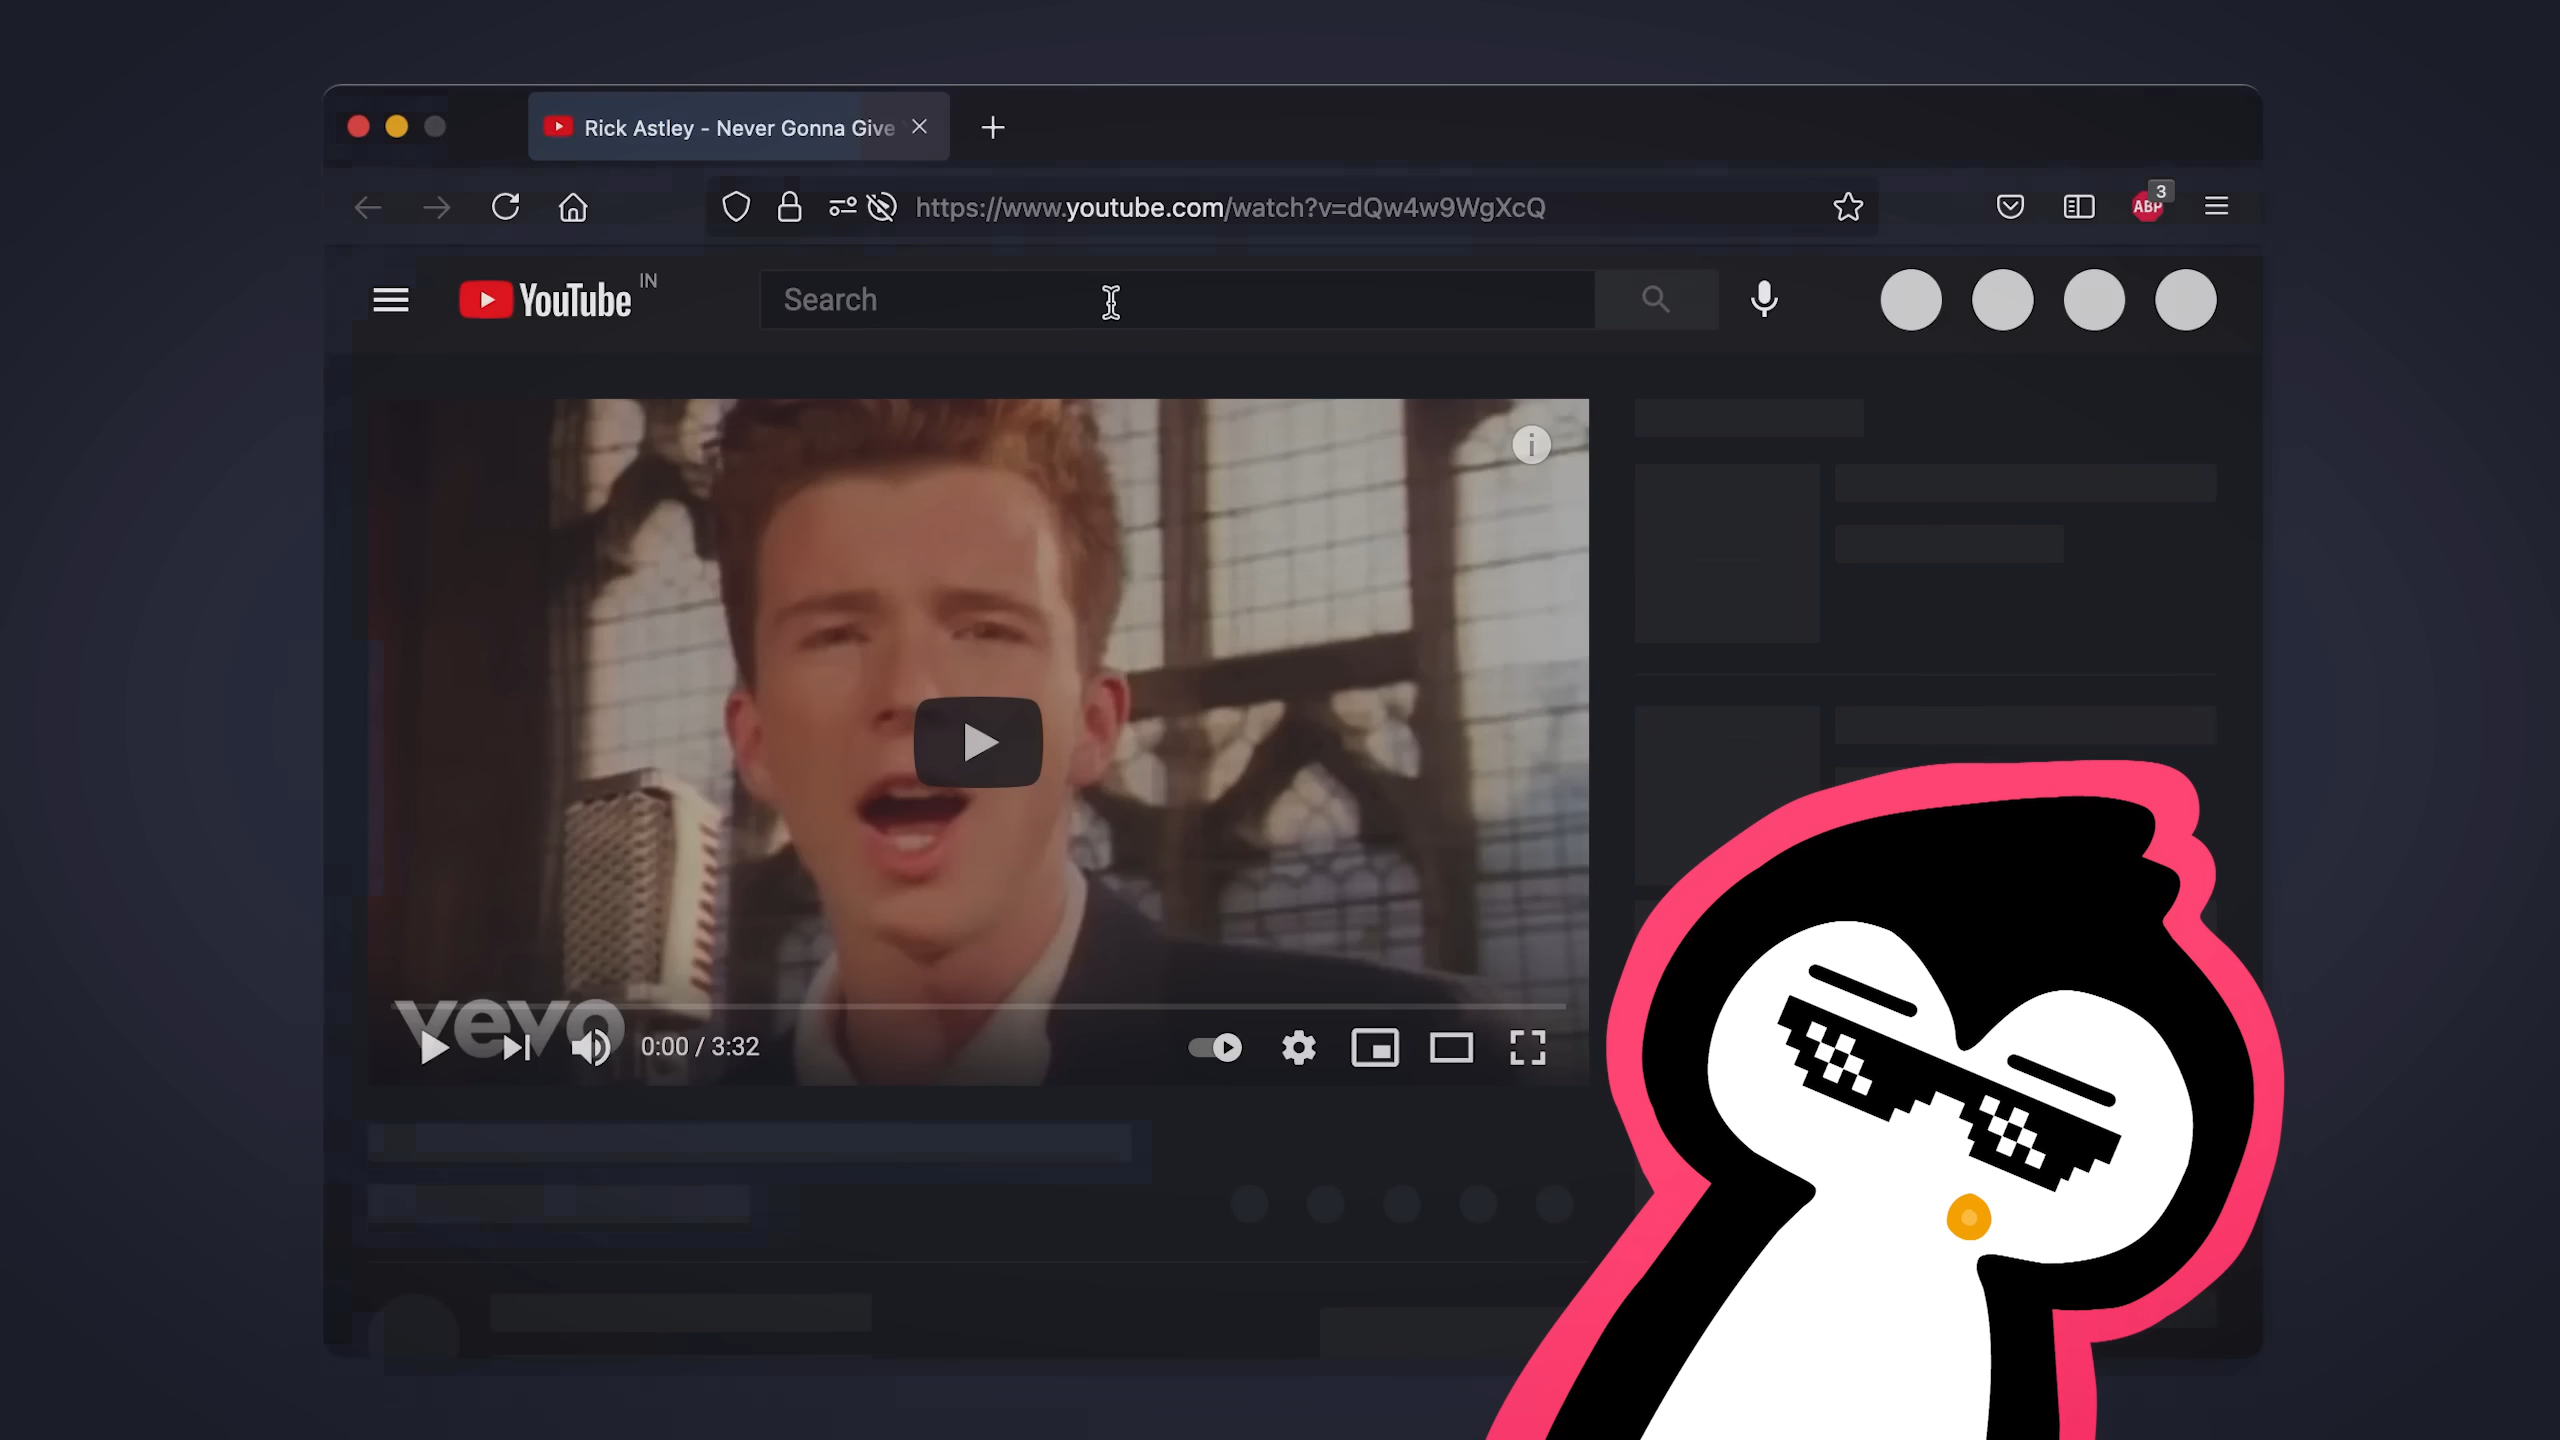 Rick Astley - Never Gonna Give
https://www.youtube.com/watch?v=dQw4w9WgXcQ
ABP
3
YouTube
IN
Search
i
vevo
0:00 / 3:32